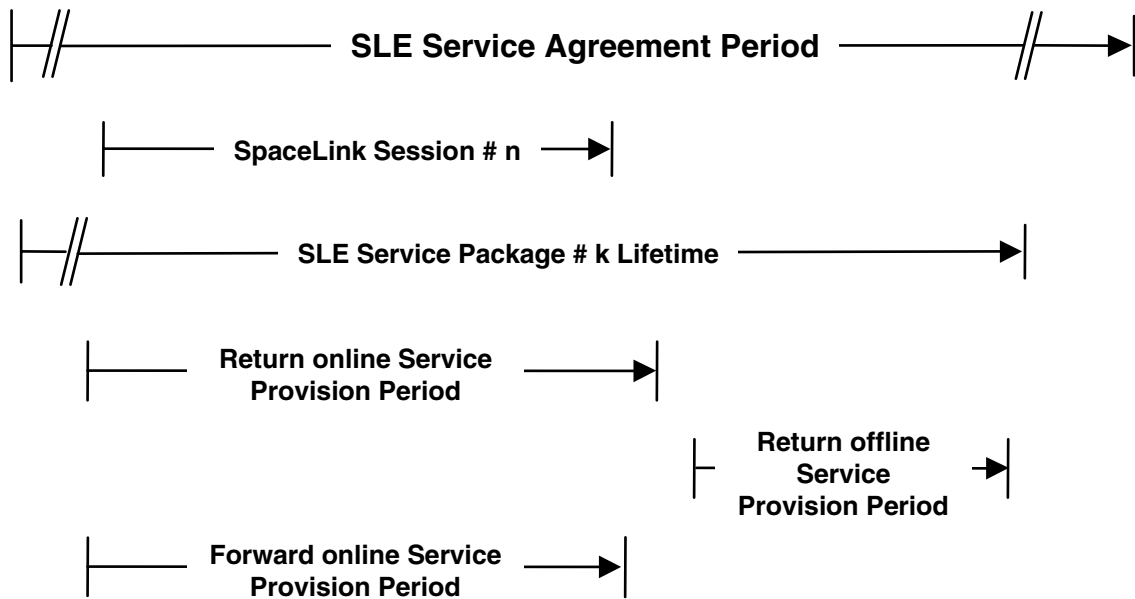 SLE Service Agreement Period
SpaceLink Session # n
SLE Service Package # k Lifetime
Return online Service
Provision Period
Return offline
Service
Provision Period
Forward online Service
Provision Period